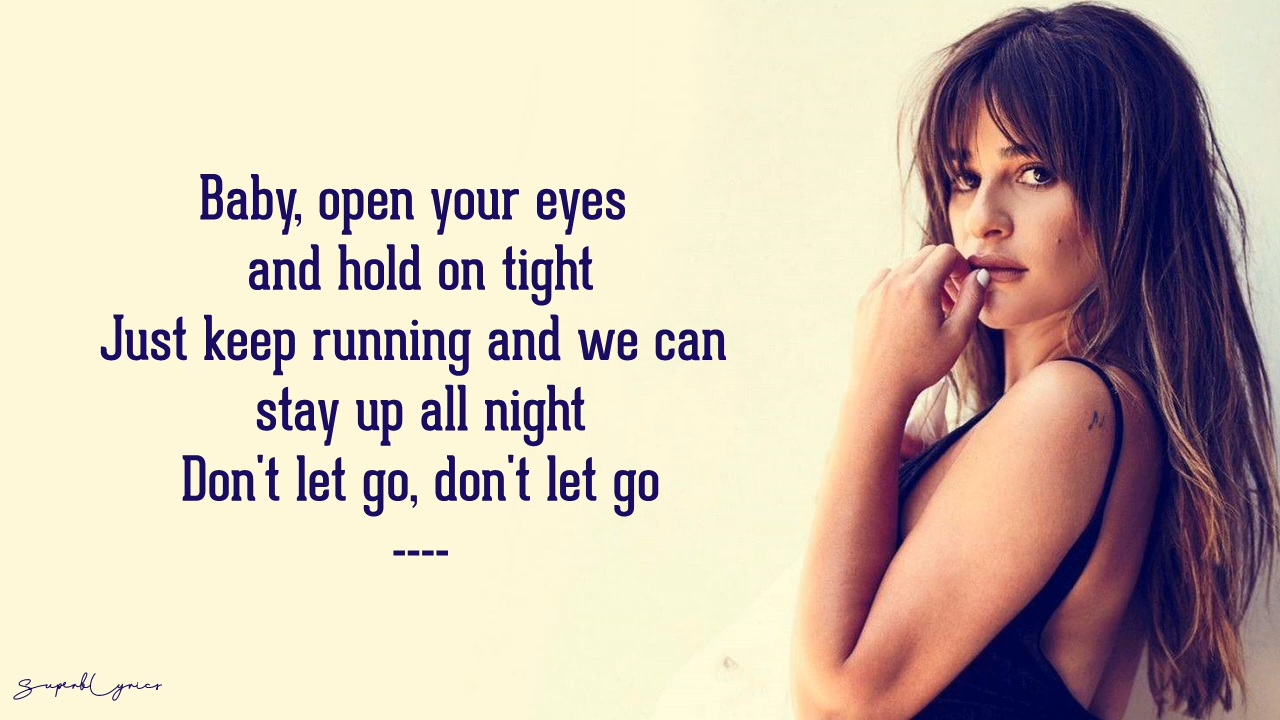 Baby, open your eyes
and hold on tight
Just keep running and we can
stay up all night
Don't let go, don't let go
----
SuperbLyrics